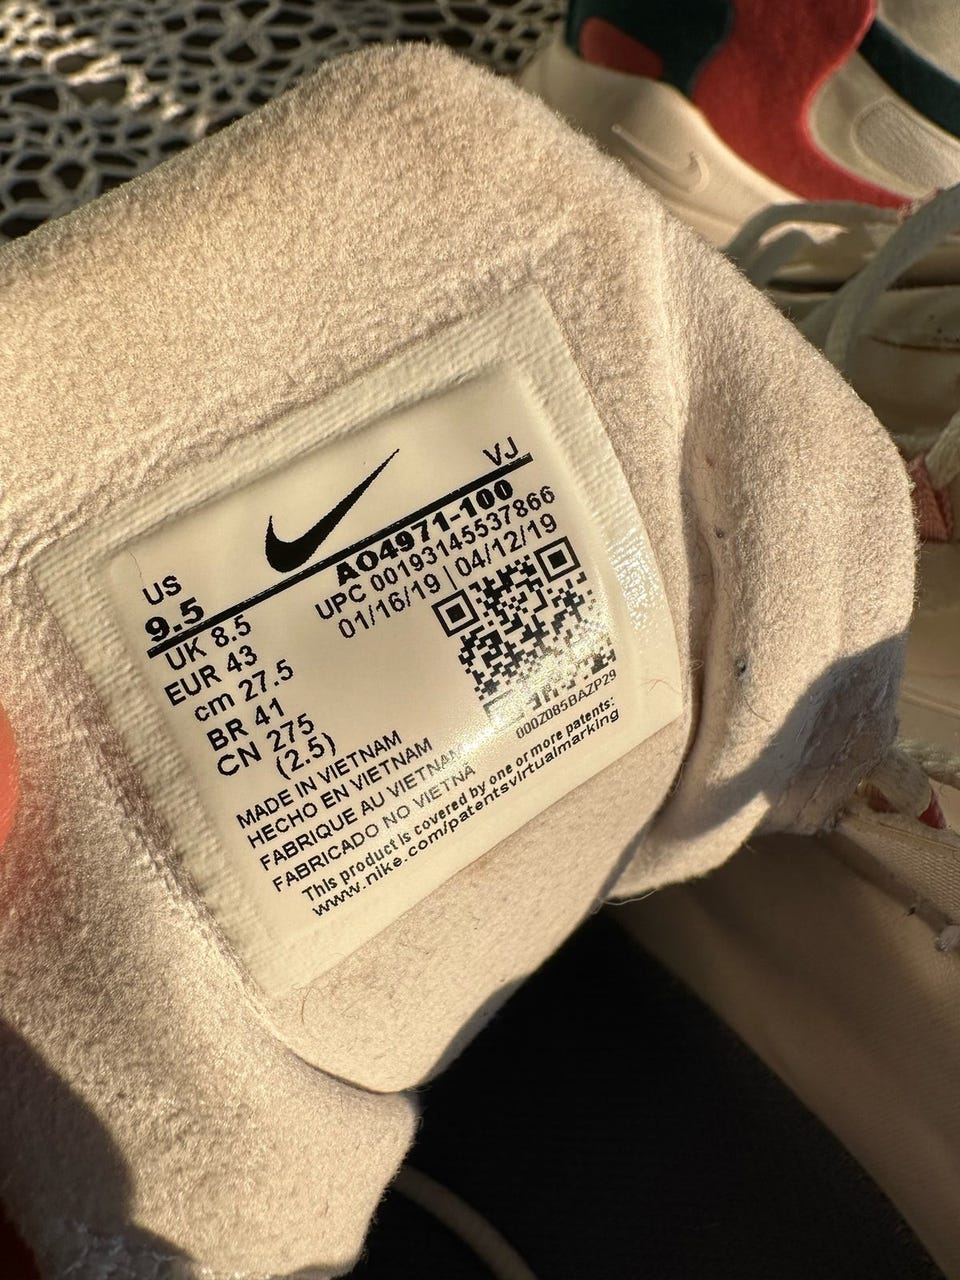 VJ
US
9.5
UK 8.5
EUR 43
cm 27.5
BR 41
CN 275
(2.5)
AO4971-100
UPC 00193145537866
01/16/19 | 04/12/19
000Z085BAZP29
MADE IN VIETNAM
HECHO EN VIETNAM
FABRIQUE AU VIETNAM
FABRICADO NO VIETNA
This product is covered by one or more patents:
www.nike.com/patentsvirtualmarking